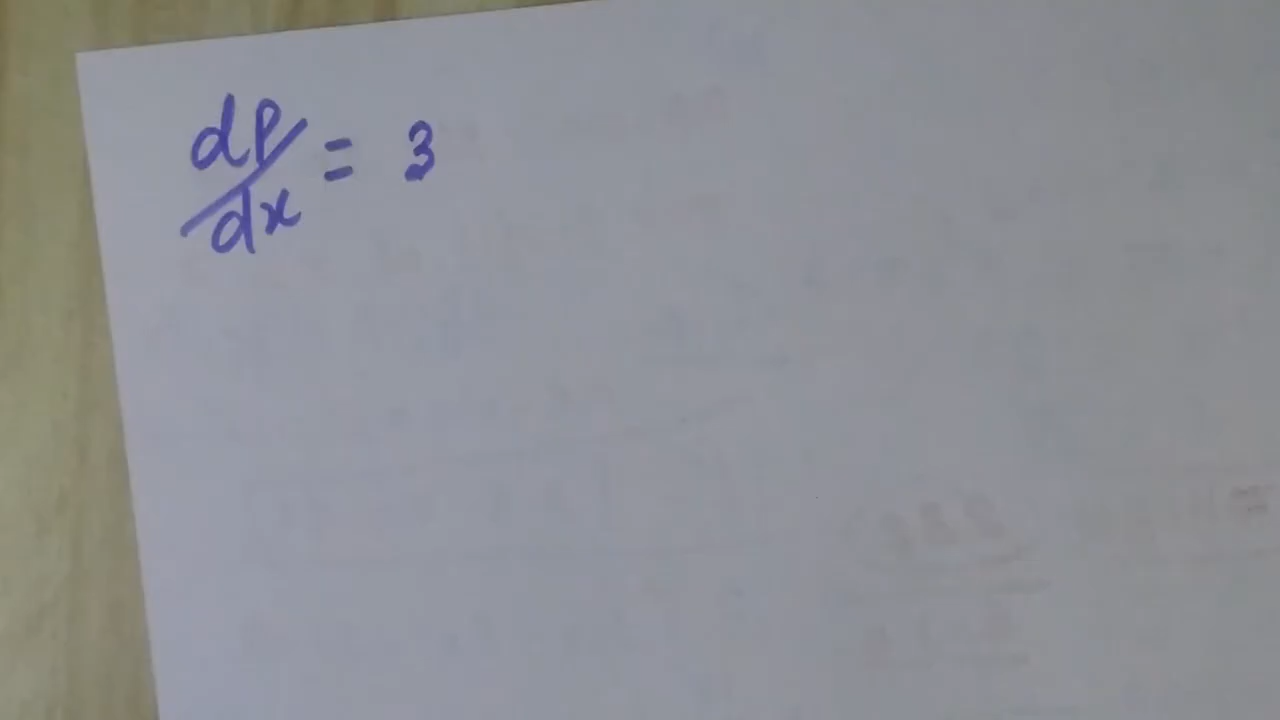 dP/dx = 3